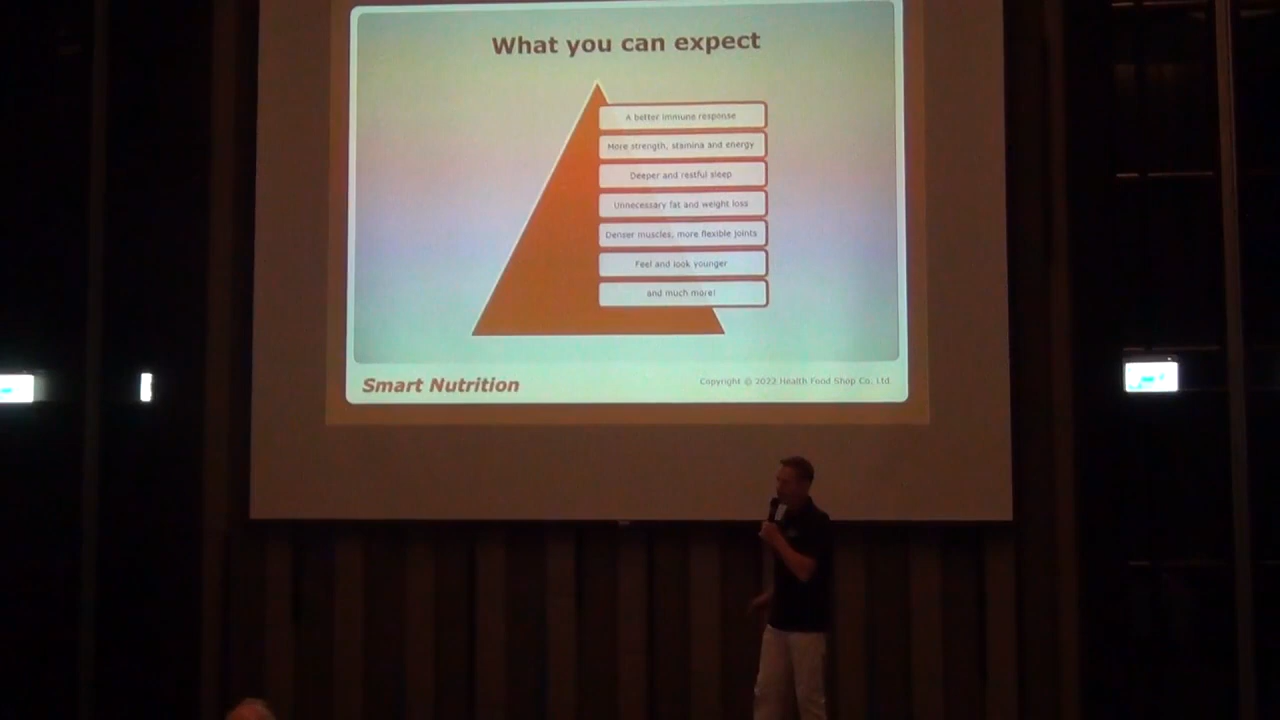 What you can expect
A better immune response
More strength, stamina and energy
Deeper and restful sleep
Unnecessary fat and weight loss
Denser muscles, more flexible joints
Feel and look younger
and much more!
Smart Nutrition
Copyright © 2022 Health Food Shop Co. Ltd.